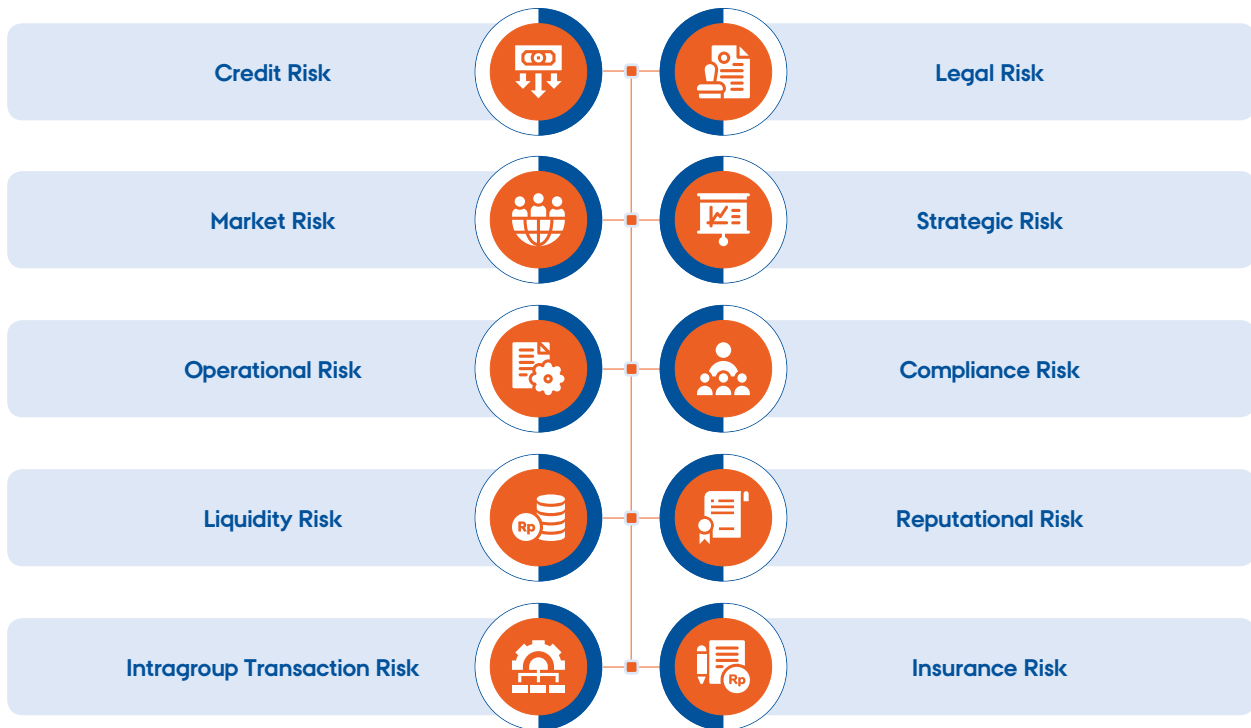 Credit Risk
Legal Risk
Market Risk
Strategic Risk
Operational Risk
Compliance Risk
Liquidity Risk
Rp
Reputational Risk
Intragroup Transaction Risk
Insurance Risk
Rp